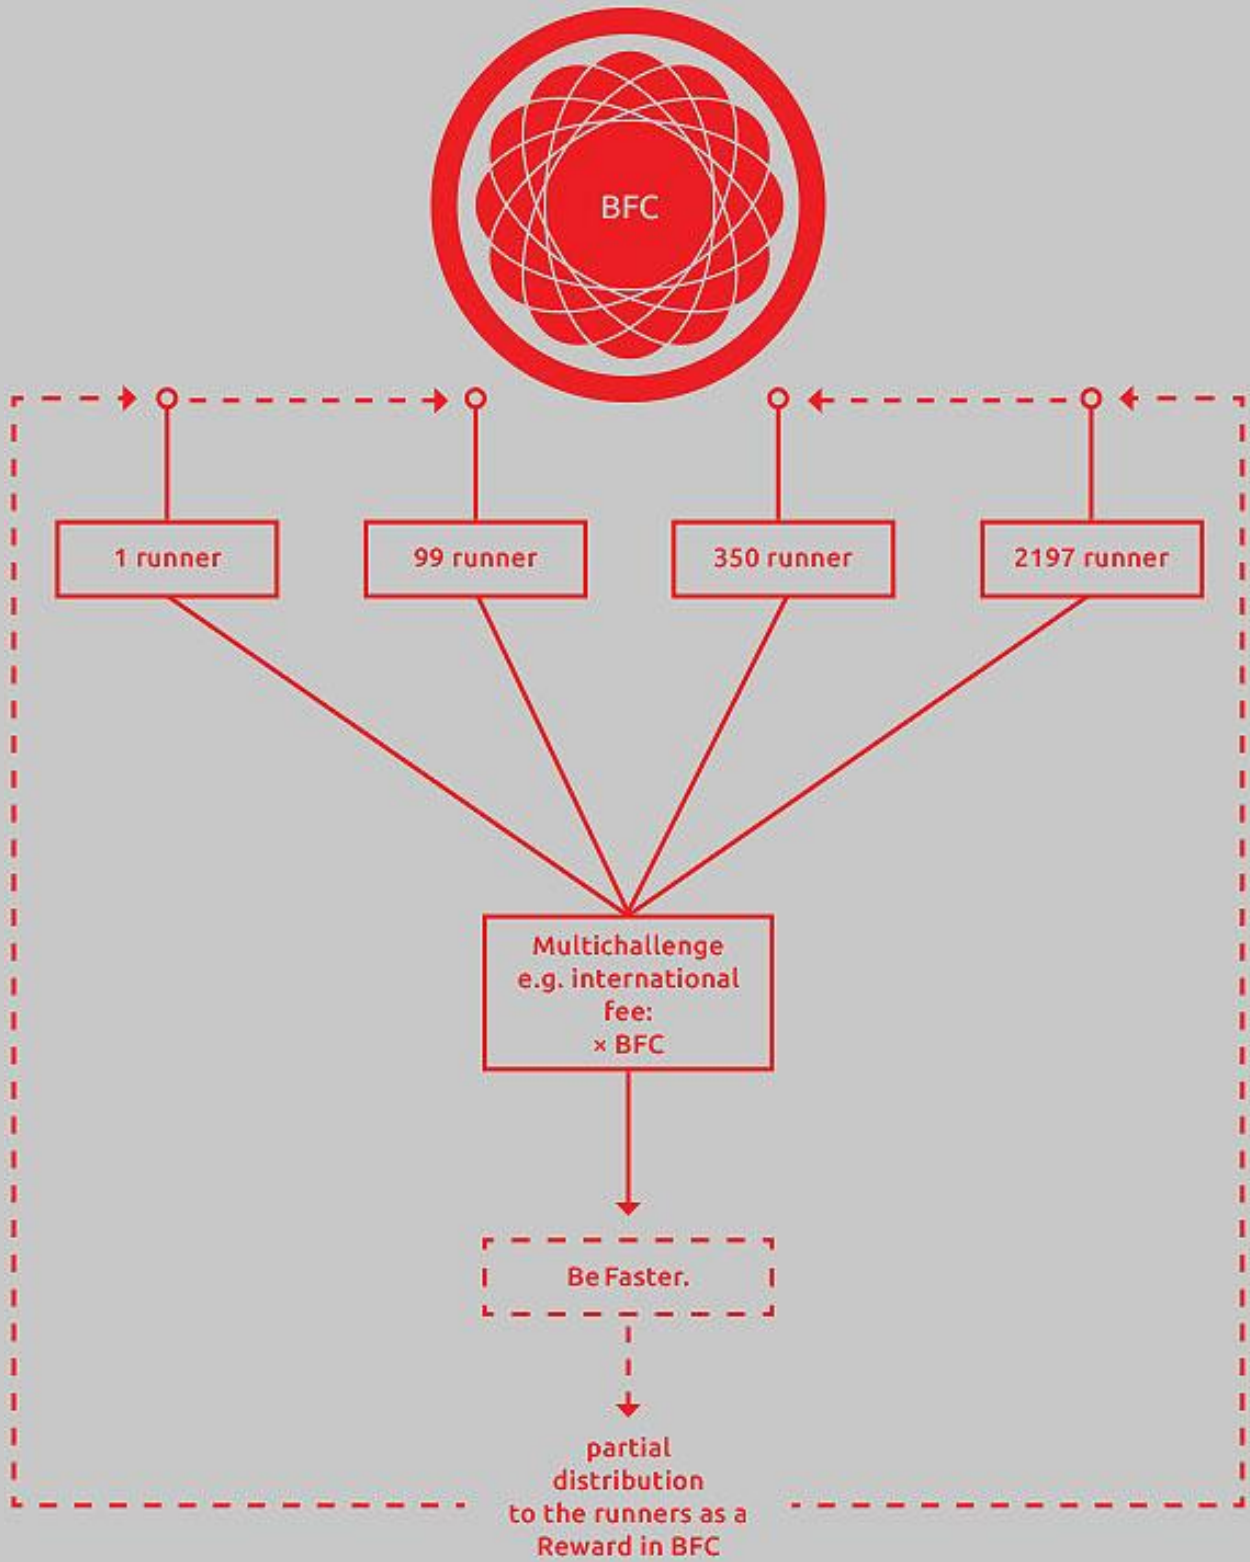 BFC
1 runner
99 runner
350 runner
2197 runner
Multichallenge
e.g. international
fee:
× BFC
Be Faster.
partial
distribution
to the runners as a
Reward in BFC